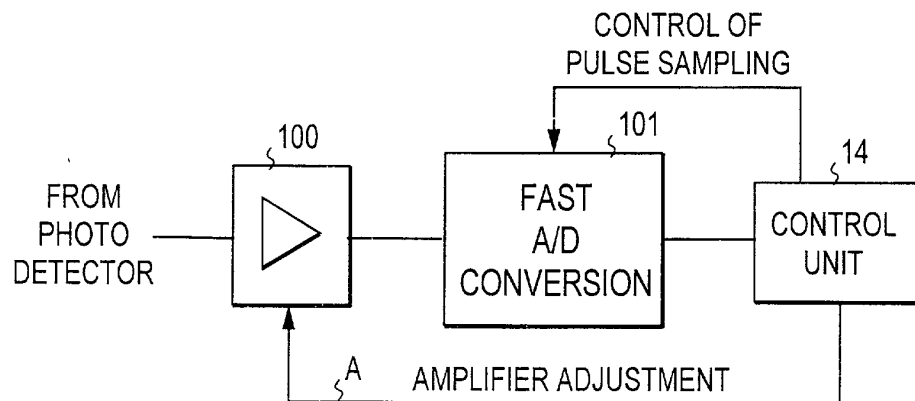 CONTROL OF
PULSE SAMPLING
100
101
14
FROM
PHOTO
DETECTOR
FAST
A/D
CONVERSION
CONTROL
UNIT
A
AMPLIFIER ADJUSTMENT